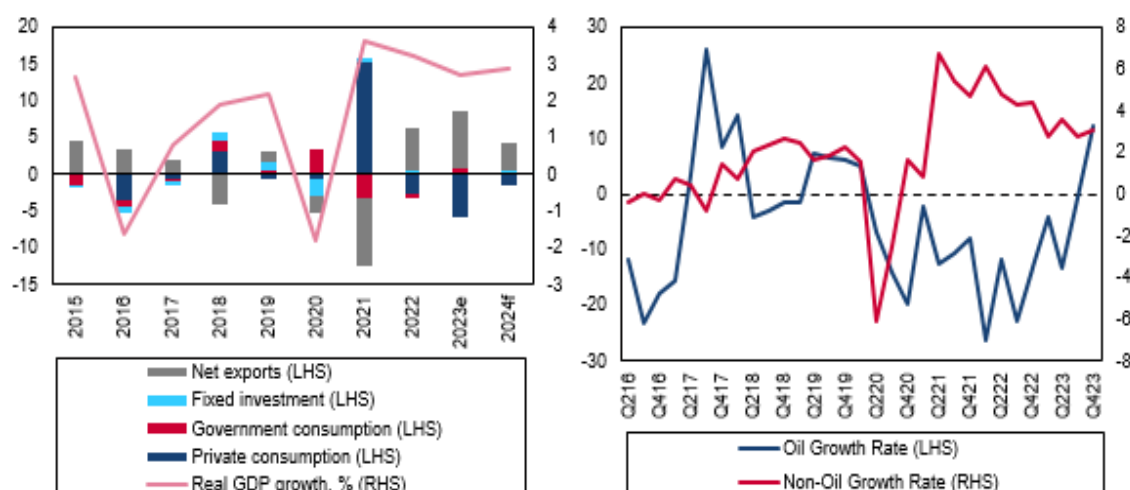 20
15
10
5
0
-5
-10
-15
4
3
2
1
0
-1
-2
-3
2015
2016
2017
2018
2019
2020
2021
2022
2023e
2024f
Net exports (LHS)
Fixed investment (LHS)
Government consumption (LHS)
Private consumption (LHS)
Real GDP growth, % (RHS)
30
20
10
0
-10
-20
-30
8
6
4
2
0
-2
-4
-6
-8
Q216
Q416
Q217
Q417
Q218
Q418
Q219
Q419
Q220
Q420
Q221
Q421
Q222
Q422
Q223
Q423
Oil Growth Rate (LHS)
Non-Oil Growth Rate (RHS)